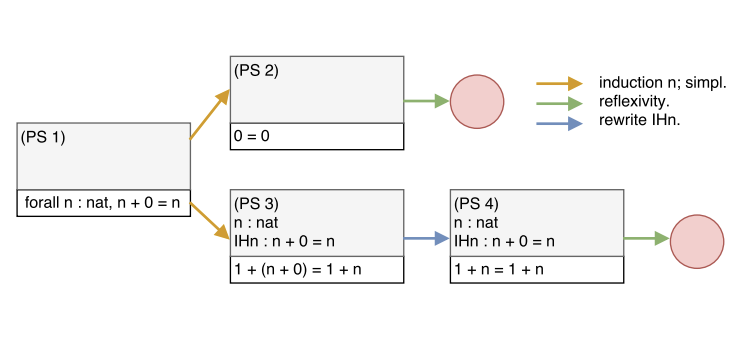 (PS 1)
forall n : nat, n + 0 = n
(PS 2)
0 = 0
(PS 3)
n : nat
IHn : n + 0 = n
1 + (n + 0) = 1 + n
(PS 4)
n : nat
IHn : n + 0 = n
1 + n = 1 + n
induction n; simpl.
reflexivity.
rewrite IHn.